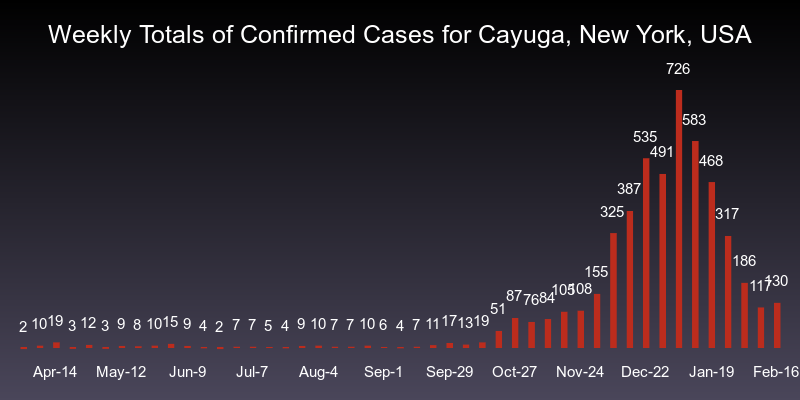 Weekly Totals of Confirmed Cases for Cayuga, New York, USA
2 10 19 3 12 3 9 8 10 15 9 4 2 7 7 5 4 9 10 7 7 10 6 4 7 11 17 13 19 51 87 76 84 105 108 155 325 387 535 491 726 583 468 317 186 117 130
Apr-14 May-12 Jun-9 Jul-7 Aug-4 Sep-1 Sep-29 Oct-27 Nov-24 Dec-22 Jan-19 Feb-16